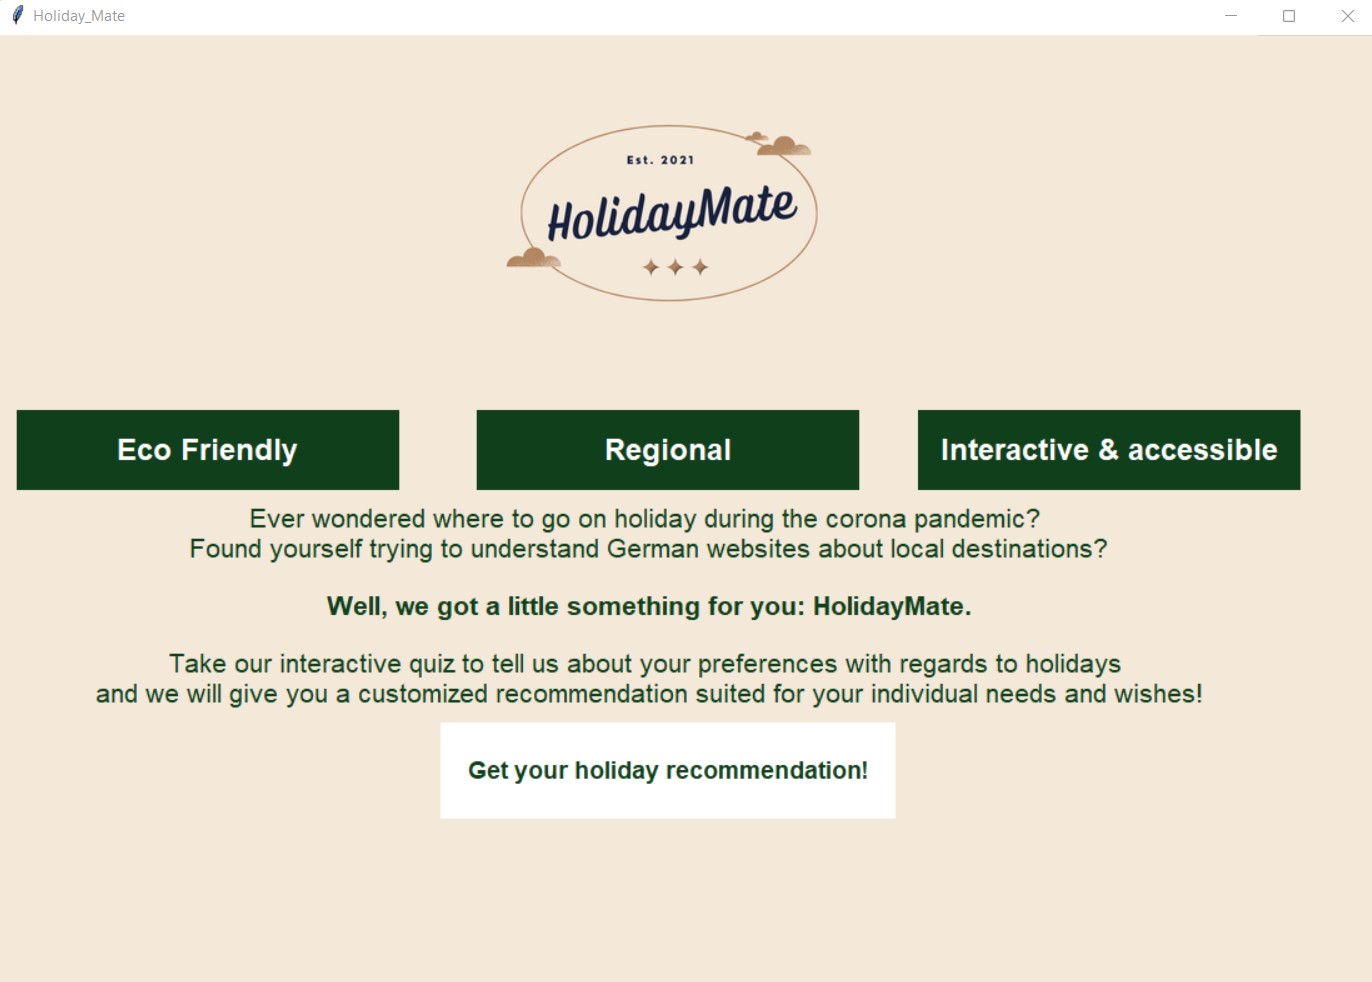 Holiday_Mate
Est. 2021
HolidayMate
Eco Friendly
Regional
Interactive & accessible
Ever wondered where to go on holiday during the corona pandemic?
Found yourself trying to understand German websites about local destinations?
Well, we got a little something for you: HolidayMate.
Take our interactive quiz to tell us about your preferences with regards to holidays
and we will give you a customized recommendation suited for your individual needs and wishes!
Get your holiday recommendation!